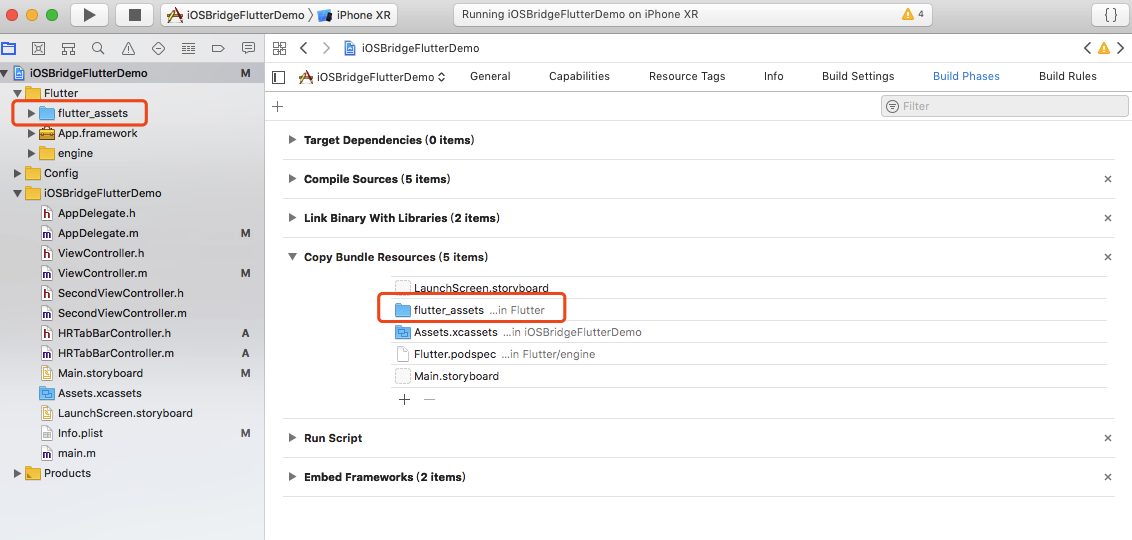 iOSBridgeFlutterDemo
iPhone XR
Running iOSBridgeFlutterDemo on iPhone XR
4
{ }
iOSBridgeFlutterDemo M
Flutter
flutter_assets
App.framework
engine
Config
iOSBridgeFlutterDemo
h AppDelegate.h
m AppDelegate.m M
h ViewController.h
m ViewController.m M
h SecondViewController.h
m SecondViewController.m
h HRTabBarController.h A
m HRTabBarController.m A
Main.storyboard M
Assets.xcassets
LaunchScreen.storyboard
Info.plist M
m main.m
Products
iOSBridgeFlutterDemo
iOSBridgeFlutterDemo
General
Capabilities
Resource Tags
Info
Build Settings
Build Phases
Build Rules
Filter
Target Dependencies (0 items)
Compile Sources (5 items)
Link Binary With Libraries (2 items)
Copy Bundle Resources (5 items)
LaunchScreen.storyboard
flutter_assets ...in Flutter
Assets.xcassets ...in iOSBridgeFlutterDemo
Flutter.podspec ...in Flutter/engine
Main.storyboard
Run Script
Embed Frameworks (2 items)